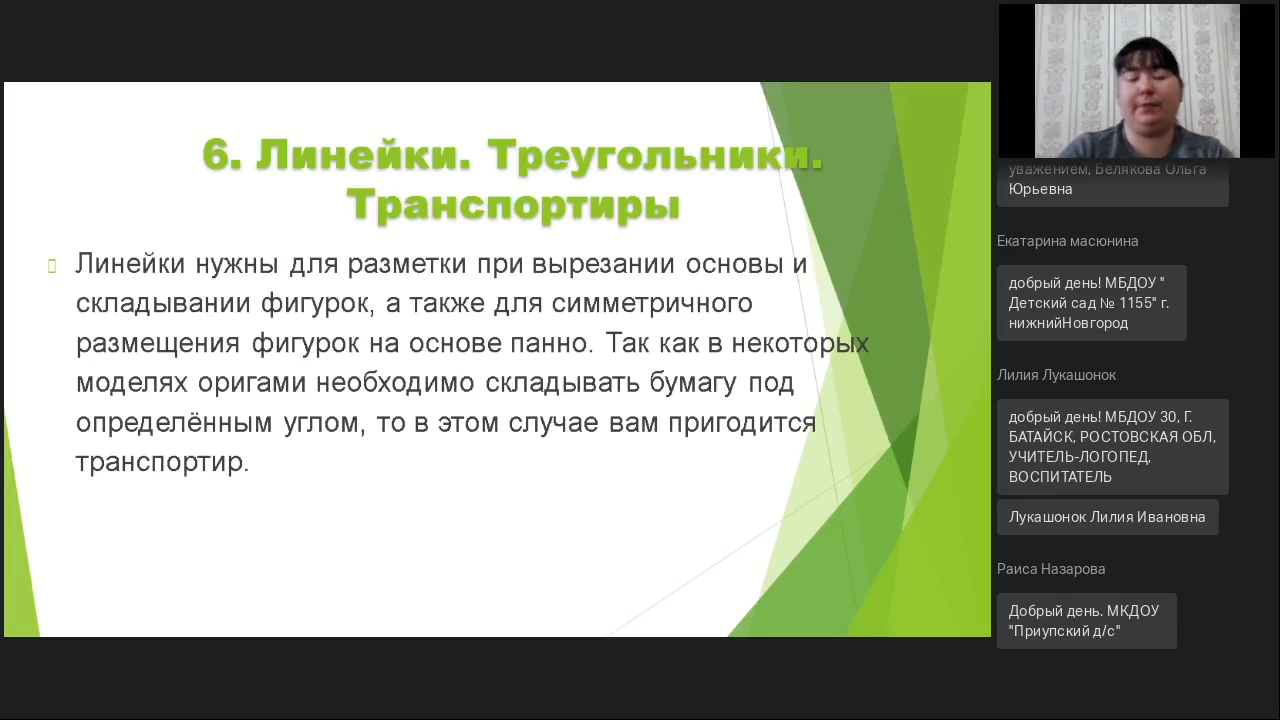 6. Линейки. Треугольники.
Транспортиры
Линейки нужны для разметки при вырезании основы и
складывании фигурок, а также для симметричного
размещения фигурок на основе панно. Так как в некоторых
моделях оригами необходимо складывать бумагу под
определённым углом, то в этом случае вам пригодится
транспортир.
уважением, Белякова Ольга
Юрьевна
Екатарина масюнина
добрый день! МБДОУ "
Детский сад № 1155" г.
нижнийНовгород
Лилия Лукашонок
добрый день! МБДОУ 30, Г.
БАТАЙСК, РОСТОВСКАЯ ОБЛ,
УЧИТЕЛЬ-ЛОГОПЕД,
ВОСПИТАТЕЛЬ
Лукашонок Лилия Ивановна
Раиса Назарова
Добрый день. МКДОУ
"Приупский д/с"